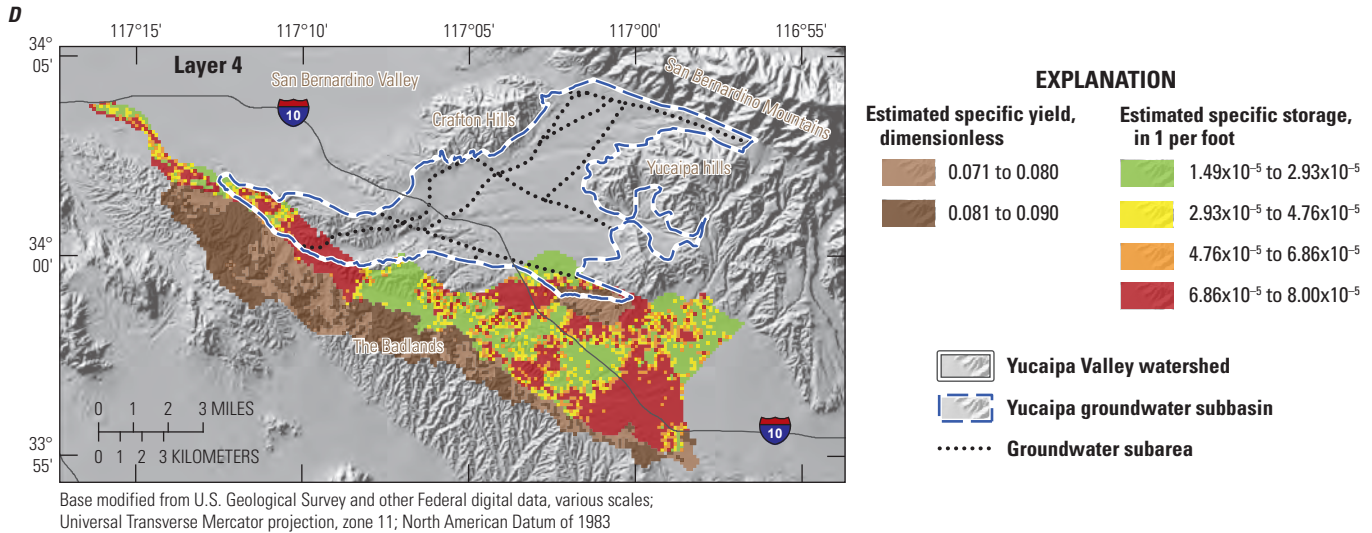 D
117°15' 117°10' 117°05' 117°00' 116°55'
34°
05'
Layer 4
San Bernardino Valley
San Bernardino Mountains
10
Crafton Hills
Yucaipa hills
34°
00'
The Badlands
0 1 2 3 MILES
0 1 2 3 KILOMETERS
33°
55'
10
Base modified from U.S. Geological Survey and other Federal digital data, various scales;
Universal Transverse Mercator projection, zone 11; North American Datum of 1983
EXPLANATION
Estimated specific yield,
dimensionless
0.071 to 0.080
0.081 to 0.090
Estimated specific storage,
in 1 per foot
1.49x10⁻⁵ to 2.93x10⁻⁵
2.93x10⁻⁵ to 4.76x10⁻⁵
4.76x10⁻⁵ to 6.86x10⁻⁵
6.86x10⁻⁵ to 8.00x10⁻⁵
Yucaipa Valley watershed
Yucaipa groundwater subbasin
Groundwater subarea